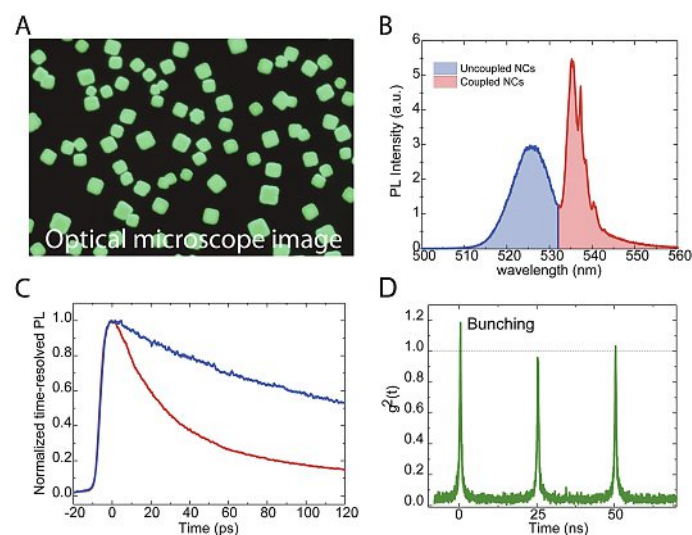 A
Optical microscope image
B
PL Intensity (a.u.)
6
5
4
3
2
1
0
Uncoupled NCs
Coupled NCs
500 510 520 530 540 550 560
wavelength (nm)
C
Normalized time-resolved PL
1.0
0.8
0.6
0.4
0.2
0.0
-20 0 20 40 60 80 100 120
Time (ps)
D
g²(t)
1.2
1.0
0.8
0.6
0.4
0.2
0.0
Bunching
0 25 50
Time (ns)